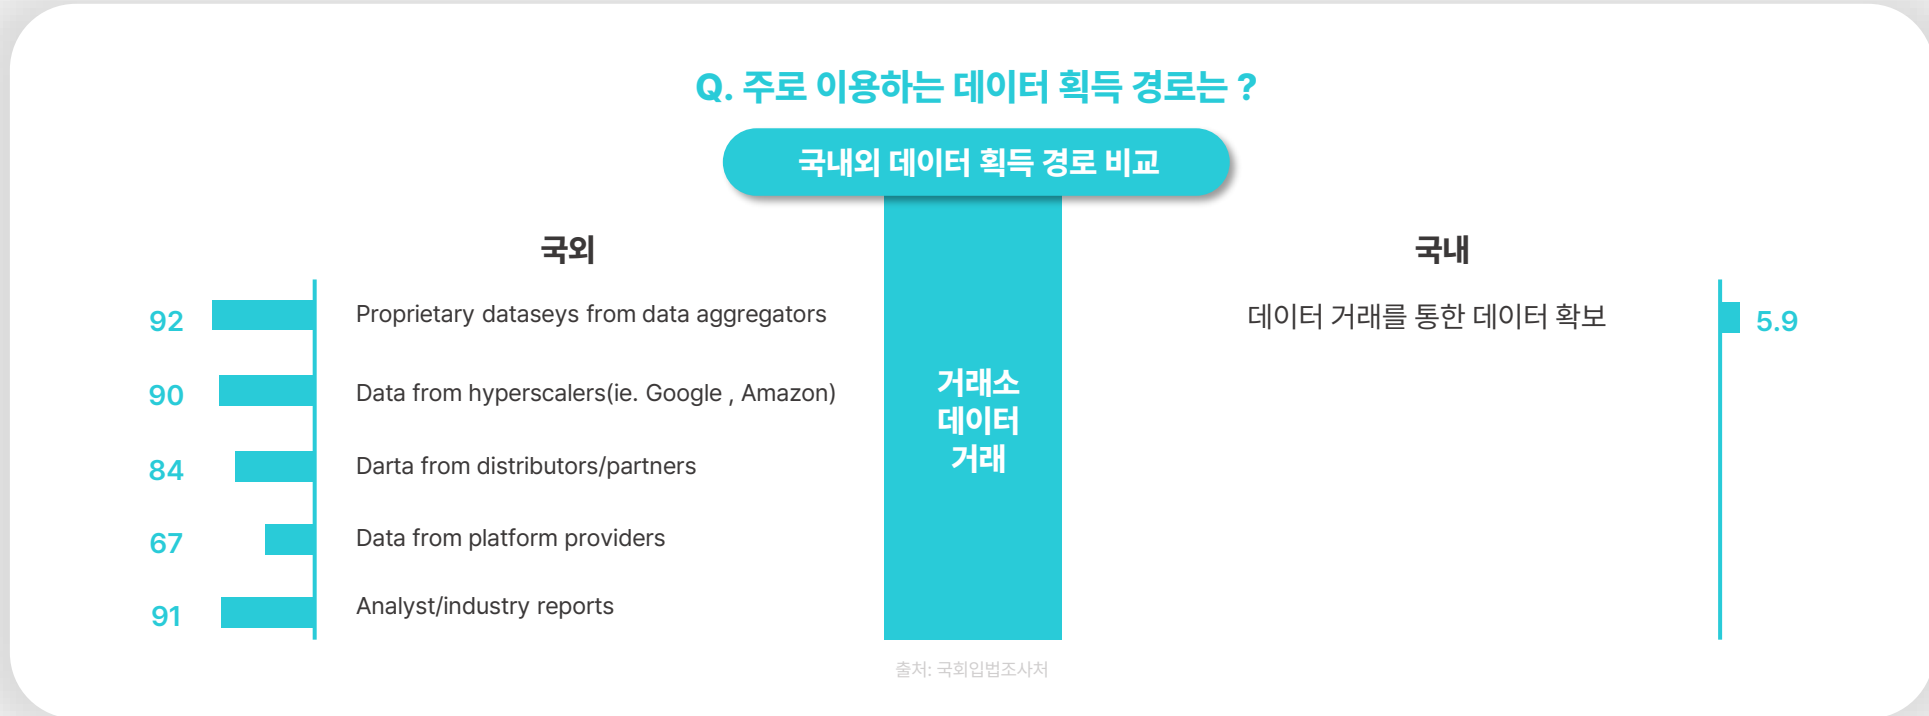 Q. 주로 이용하는 데이터 획득 경로는 ?
국내외 데이터 획득 경로 비교
국외
92 Proprietary dataseys from data aggregators
90 Data from hyperscalers(ie. Google , Amazon)
84 Darta from distributors/partners
67 Data from platform providers
91 Analyst/industry reports
거래소
데이터
거래
국내
데이터 거래를 통한 데이터 확보 5.9
출처: 국회입법조사처